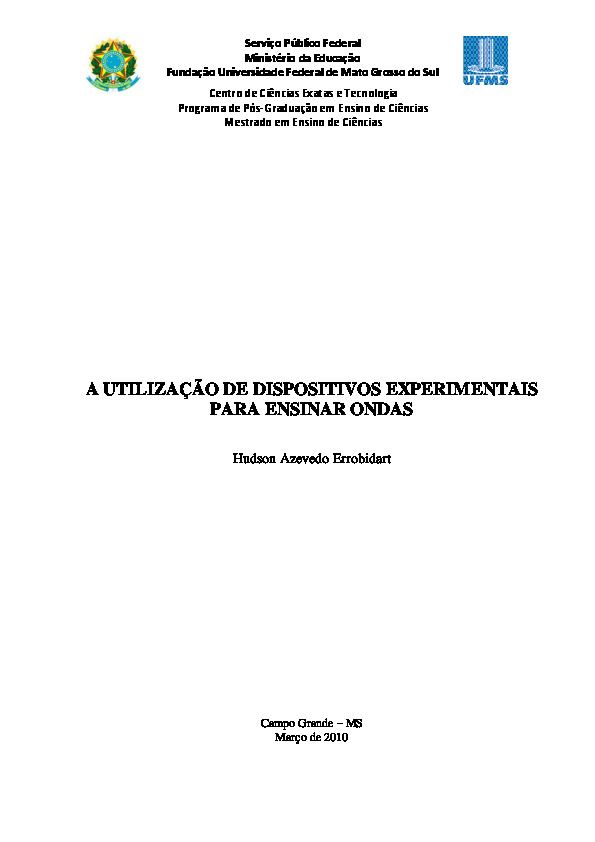 Serviço Público Federal
Ministério da Educação
Fundação Universidade Federal de Mato Grosso do Sul
UFMS
Centro de Ciências Exatas e Tecnologia
Programa de Pós-Graduação em Ensino de Ciências
Mestrado em Ensino de Ciências
A UTILIZAÇÃO DE DISPOSITIVOS EXPERIMENTAIS
PARA ENSINAR ONDAS
Hudson Azevedo Errobidart
Campo Grande – MS
Março de 2010